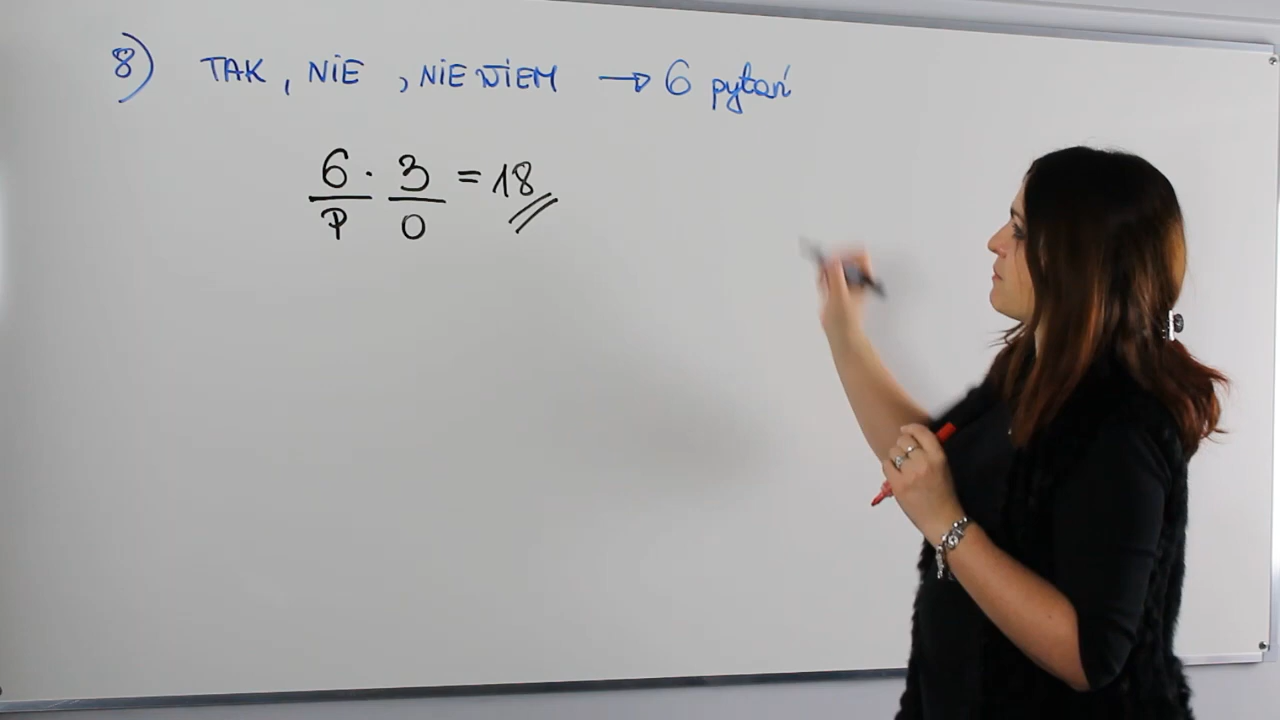 8) TAK, NIE, NIE WIEM → 6 pytań
6 · 3 = 18
P O